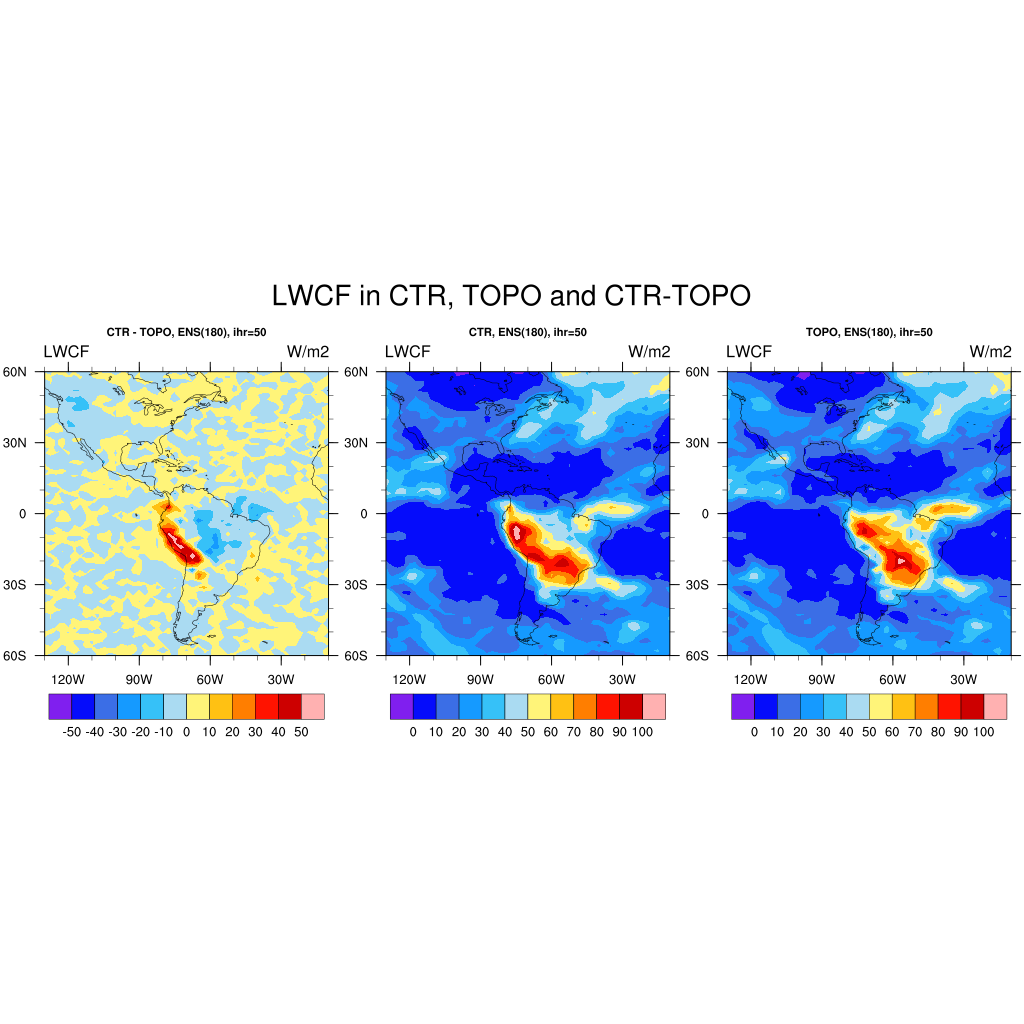 LWCF in CTR, TOPO and CTR-TOPO
CTR - TOPO, ENS(180), ihr=50
LWCF W/m2
60N
30N
0
30S
60S
120W 90W 60W 30W
-50 -40 -30 -20 -10 0 10 20 30 40 50
CTR, ENS(180), ihr=50
LWCF W/m2
60N
30N
0
30S
60S
120W 90W 60W 30W
0 10 20 30 40 50 60 70 80 90 100
TOPO, ENS(180), ihr=50
LWCF W/m2
60N
30N
0
30S
60S
120W 90W 60W 30W
0 10 20 30 40 50 60 70 80 90 100